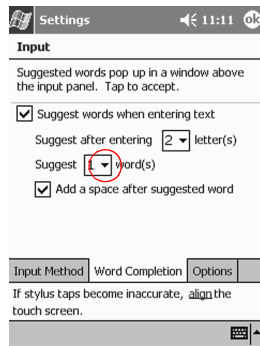 Settings 11:11 ok
Input
Suggested words pop up in a window above
the input panel. Tap to accept.
Suggest words when entering text
Suggest after entering 2 letter(s)
Suggest 1 word(s)
Add a space after suggested word
Input Method Word Completion Options
If stylus taps become inaccurate, align the
touch screen.